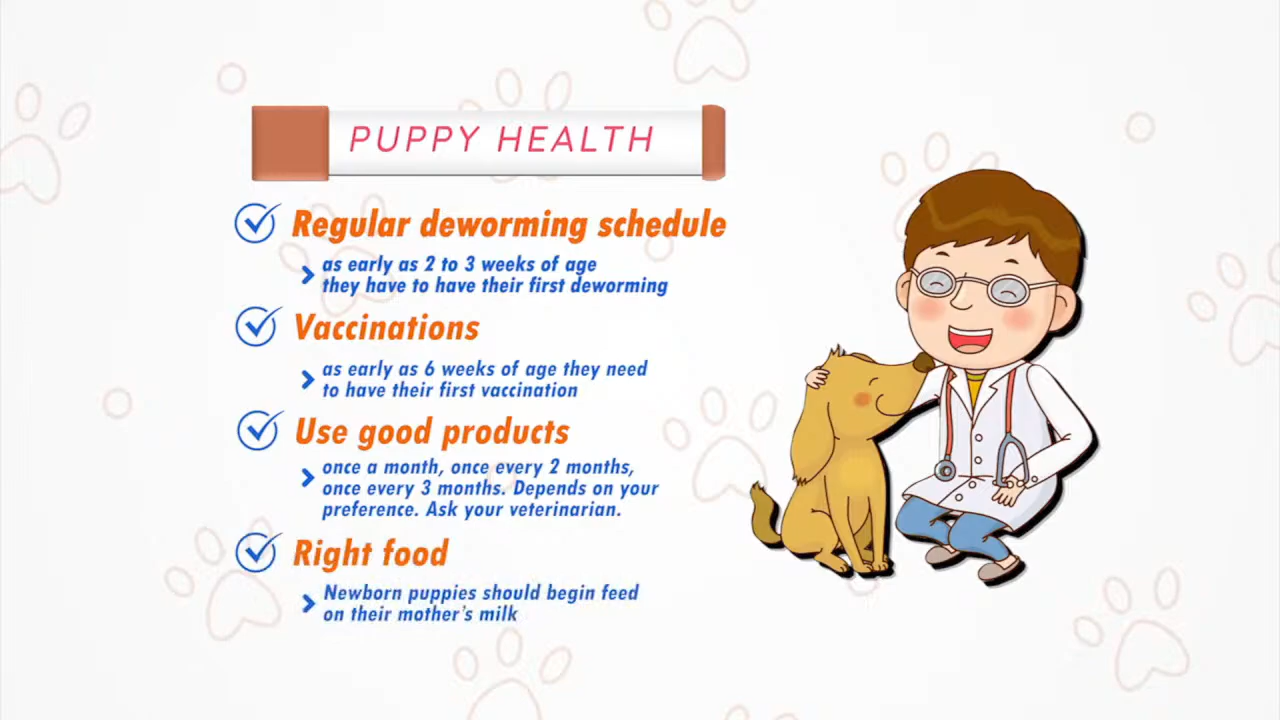 PUPPY HEALTH
Regular deworming schedule
as early as 2 to 3 weeks of age
they have to have their first deworming
Vaccinations
as early as 6 weeks of age they need
to have their first vaccination
Use good products
once a month, once every 2 months,
once every 3 months. Depends on your
preference. Ask your veterinarian.
Right food
Newborn puppies should begin feed
on their mother's milk